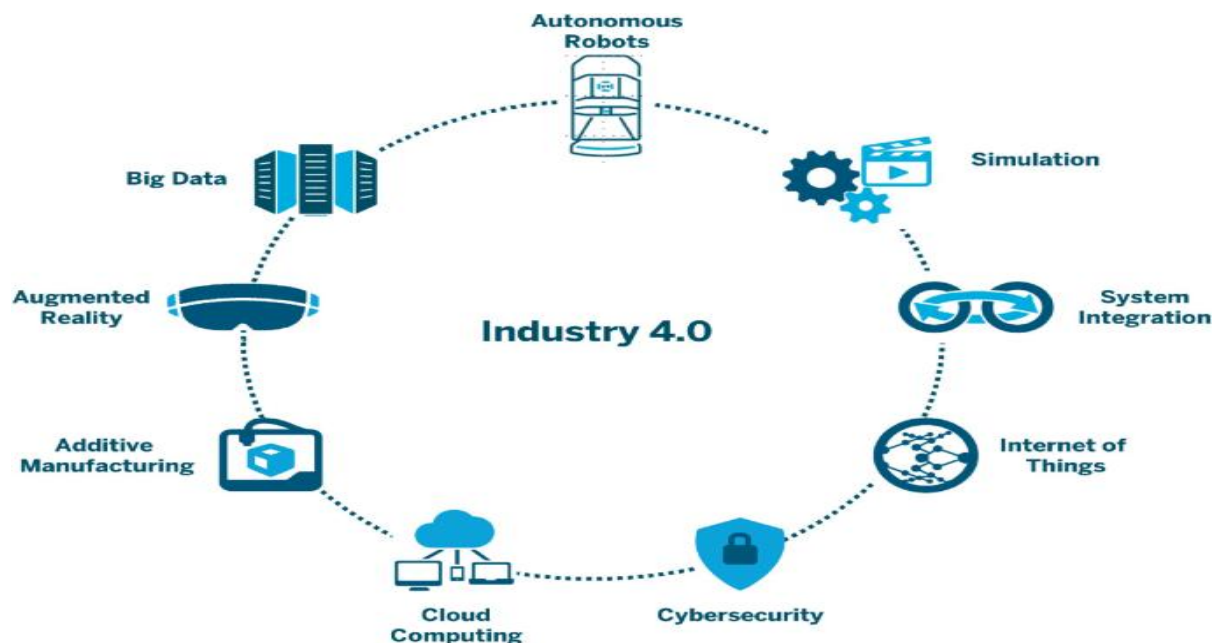 Autonomous
Robots
Simulation
System
Integration
Internet of
Things
Cybersecurity
Cloud
Computing
Additive
Manufacturing
Augmented
Reality
Big Data
Industry 4.0